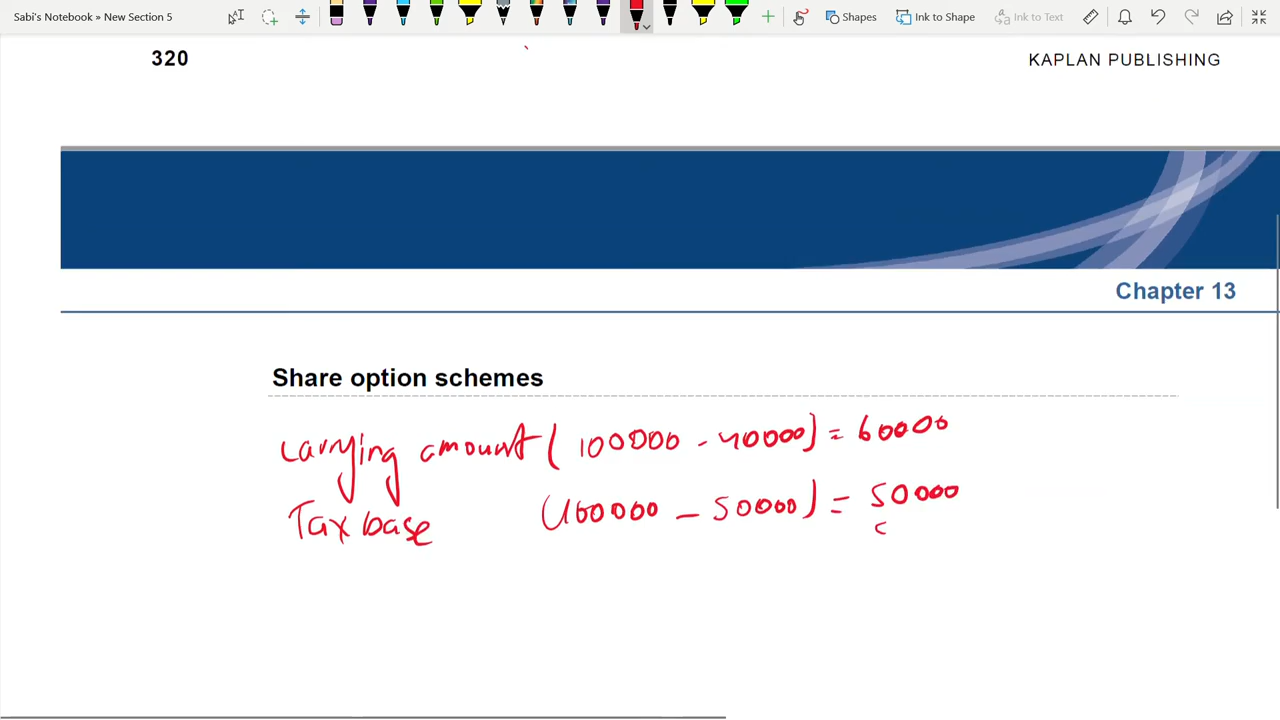 Sabi's Notebook » New Section 5
Shapes
Ink to Shape
Ink to Text
320
KAPLAN PUBLISHING
Chapter 13
Share option schemes
Carrying amount (100000 - 40000) = 60000
Tax base (100000 - 50000) = 50000